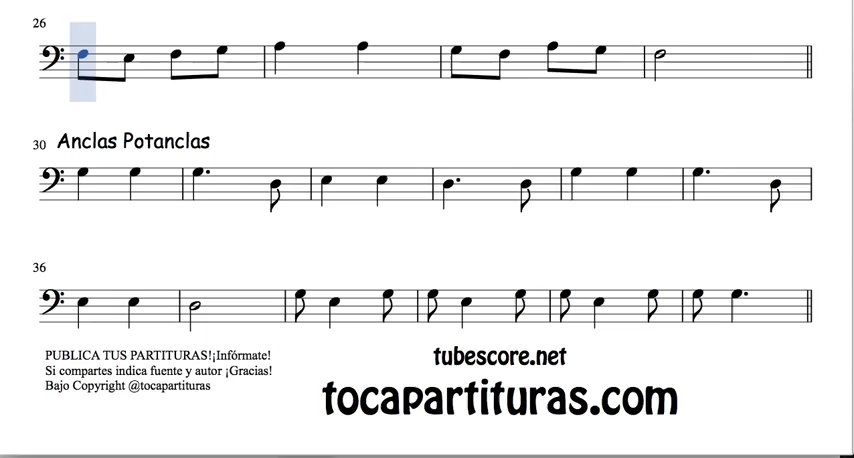 26
30 Anclas Potanclas
36
PUBLICA TUS PARTITURAS!¡Infórmate!
Si compartes indica fuente y autor ¡Gracias!
Bajo Copyright @tocapartituras
tubescore.net
tocapartituras.com